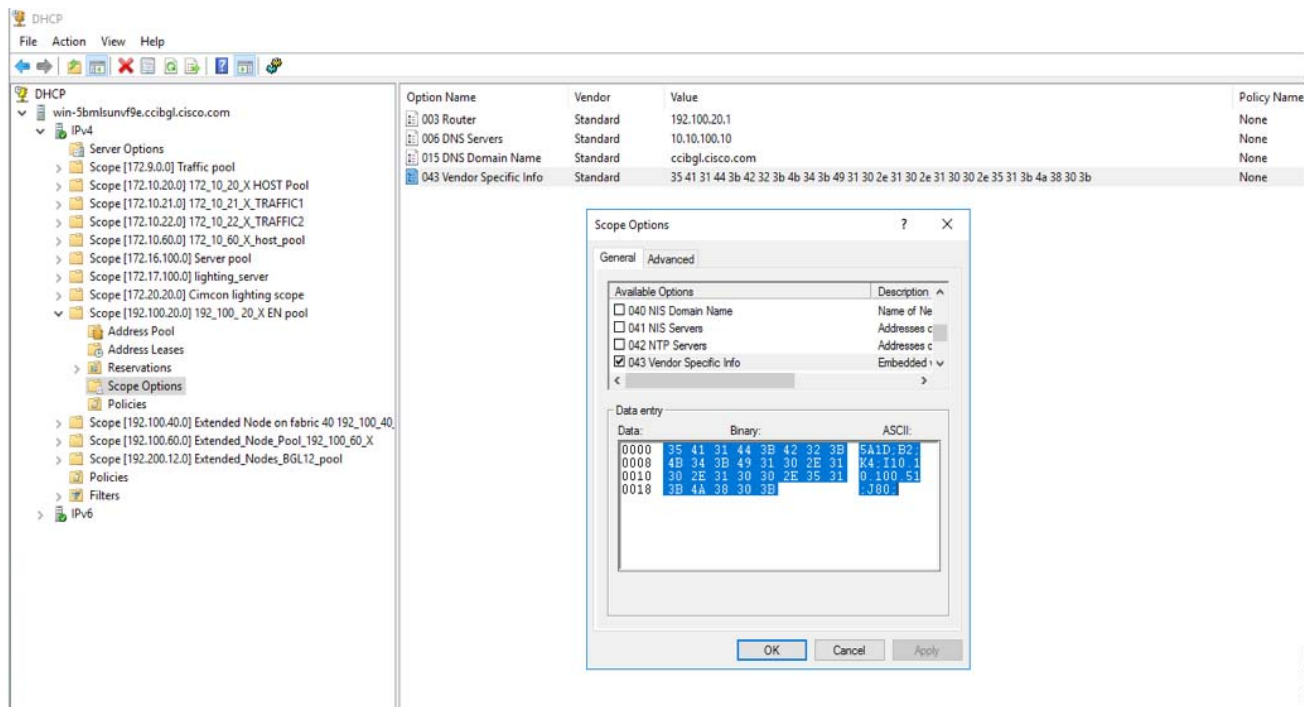 DHCP
File Action View Help
DHCP
win-5bmlsunvf9e.ccibgl.cisco.com
IPv4
Server Options
Scope [172.9.0.0] Traffic pool
Scope [172.10.20.0] 172_10_20_X HOST Pool
Scope [172.10.21.0] 172_10_21_X_TRAFFIC1
Scope [172.10.22.0] 172_10_22_X_TRAFFIC2
Scope [172.10.60.0] 172_10_60_X_host_pool
Scope [172.16.100.0] Server pool
Scope [172.17.100.0] lighting_server
Scope [172.20.20.0] Cimcon lighting scope
Scope [192.100.20.0] 192_100_ 20_X EN pool
Address Pool
Address Leases
Reservations
Scope Options
Policies
Scope [192.100.40.0] Extended Node on fabric 40 192_100_40_
Scope [192.100.60.0] Extended_Node_Pool_192_100_60_X
Scope [192.200.12.0] Extended_Nodes_BGL12_pool
Policies
Filters
IPv6
Option Name Vendor Value Policy Name
003 Router Standard 192.100.20.1 None
006 DNS Servers Standard 10.10.100.10 None
015 DNS Domain Name Standard ccibgl.cisco.com None
043 Vendor Specific Info Standard 35 41 31 44 3b 42 32 3b 4b 34 3b 49 31 30 2e 31 30 2e 31 30 30 2e 35 31 3b 4a 38 30 3b None
Scope Options ?
General Advanced
Available Options Description
040 NIS Domain Name Name of Ne
041 NIS Servers Addresses c
042 NTP Servers Addresses c
043 Vendor Specific Info Embedded
Data entry
Data: Binary: ASCII:
0000 35 41 31 44 3B 42 32 3B 5A1D;B2;
0008 4B 34 3B 49 31 30 2E 31 K4;I10.1
0010 30 2E 31 30 30 2E 35 31 0.100.51
0018 3B 4A 38 30 3B ;J80;
OK Cancel Apply